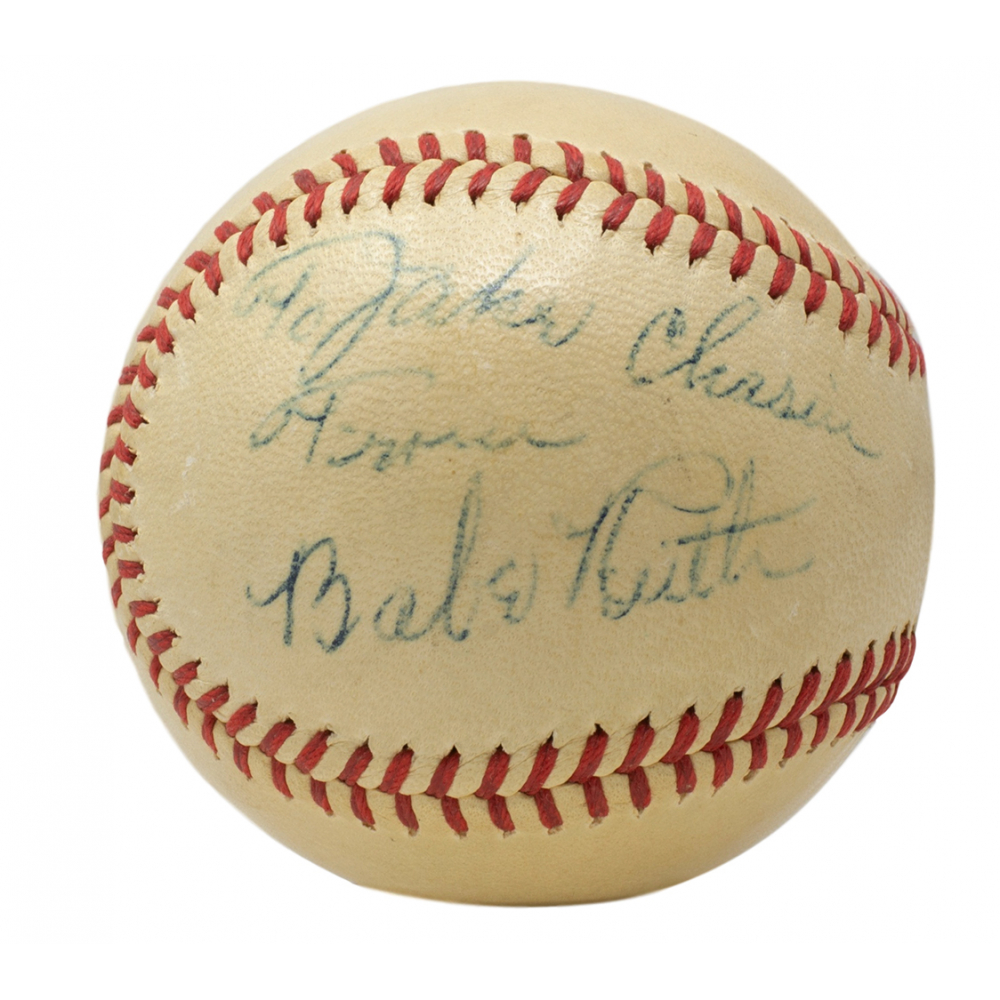 To Jake Chasin
From
Babe Ruth